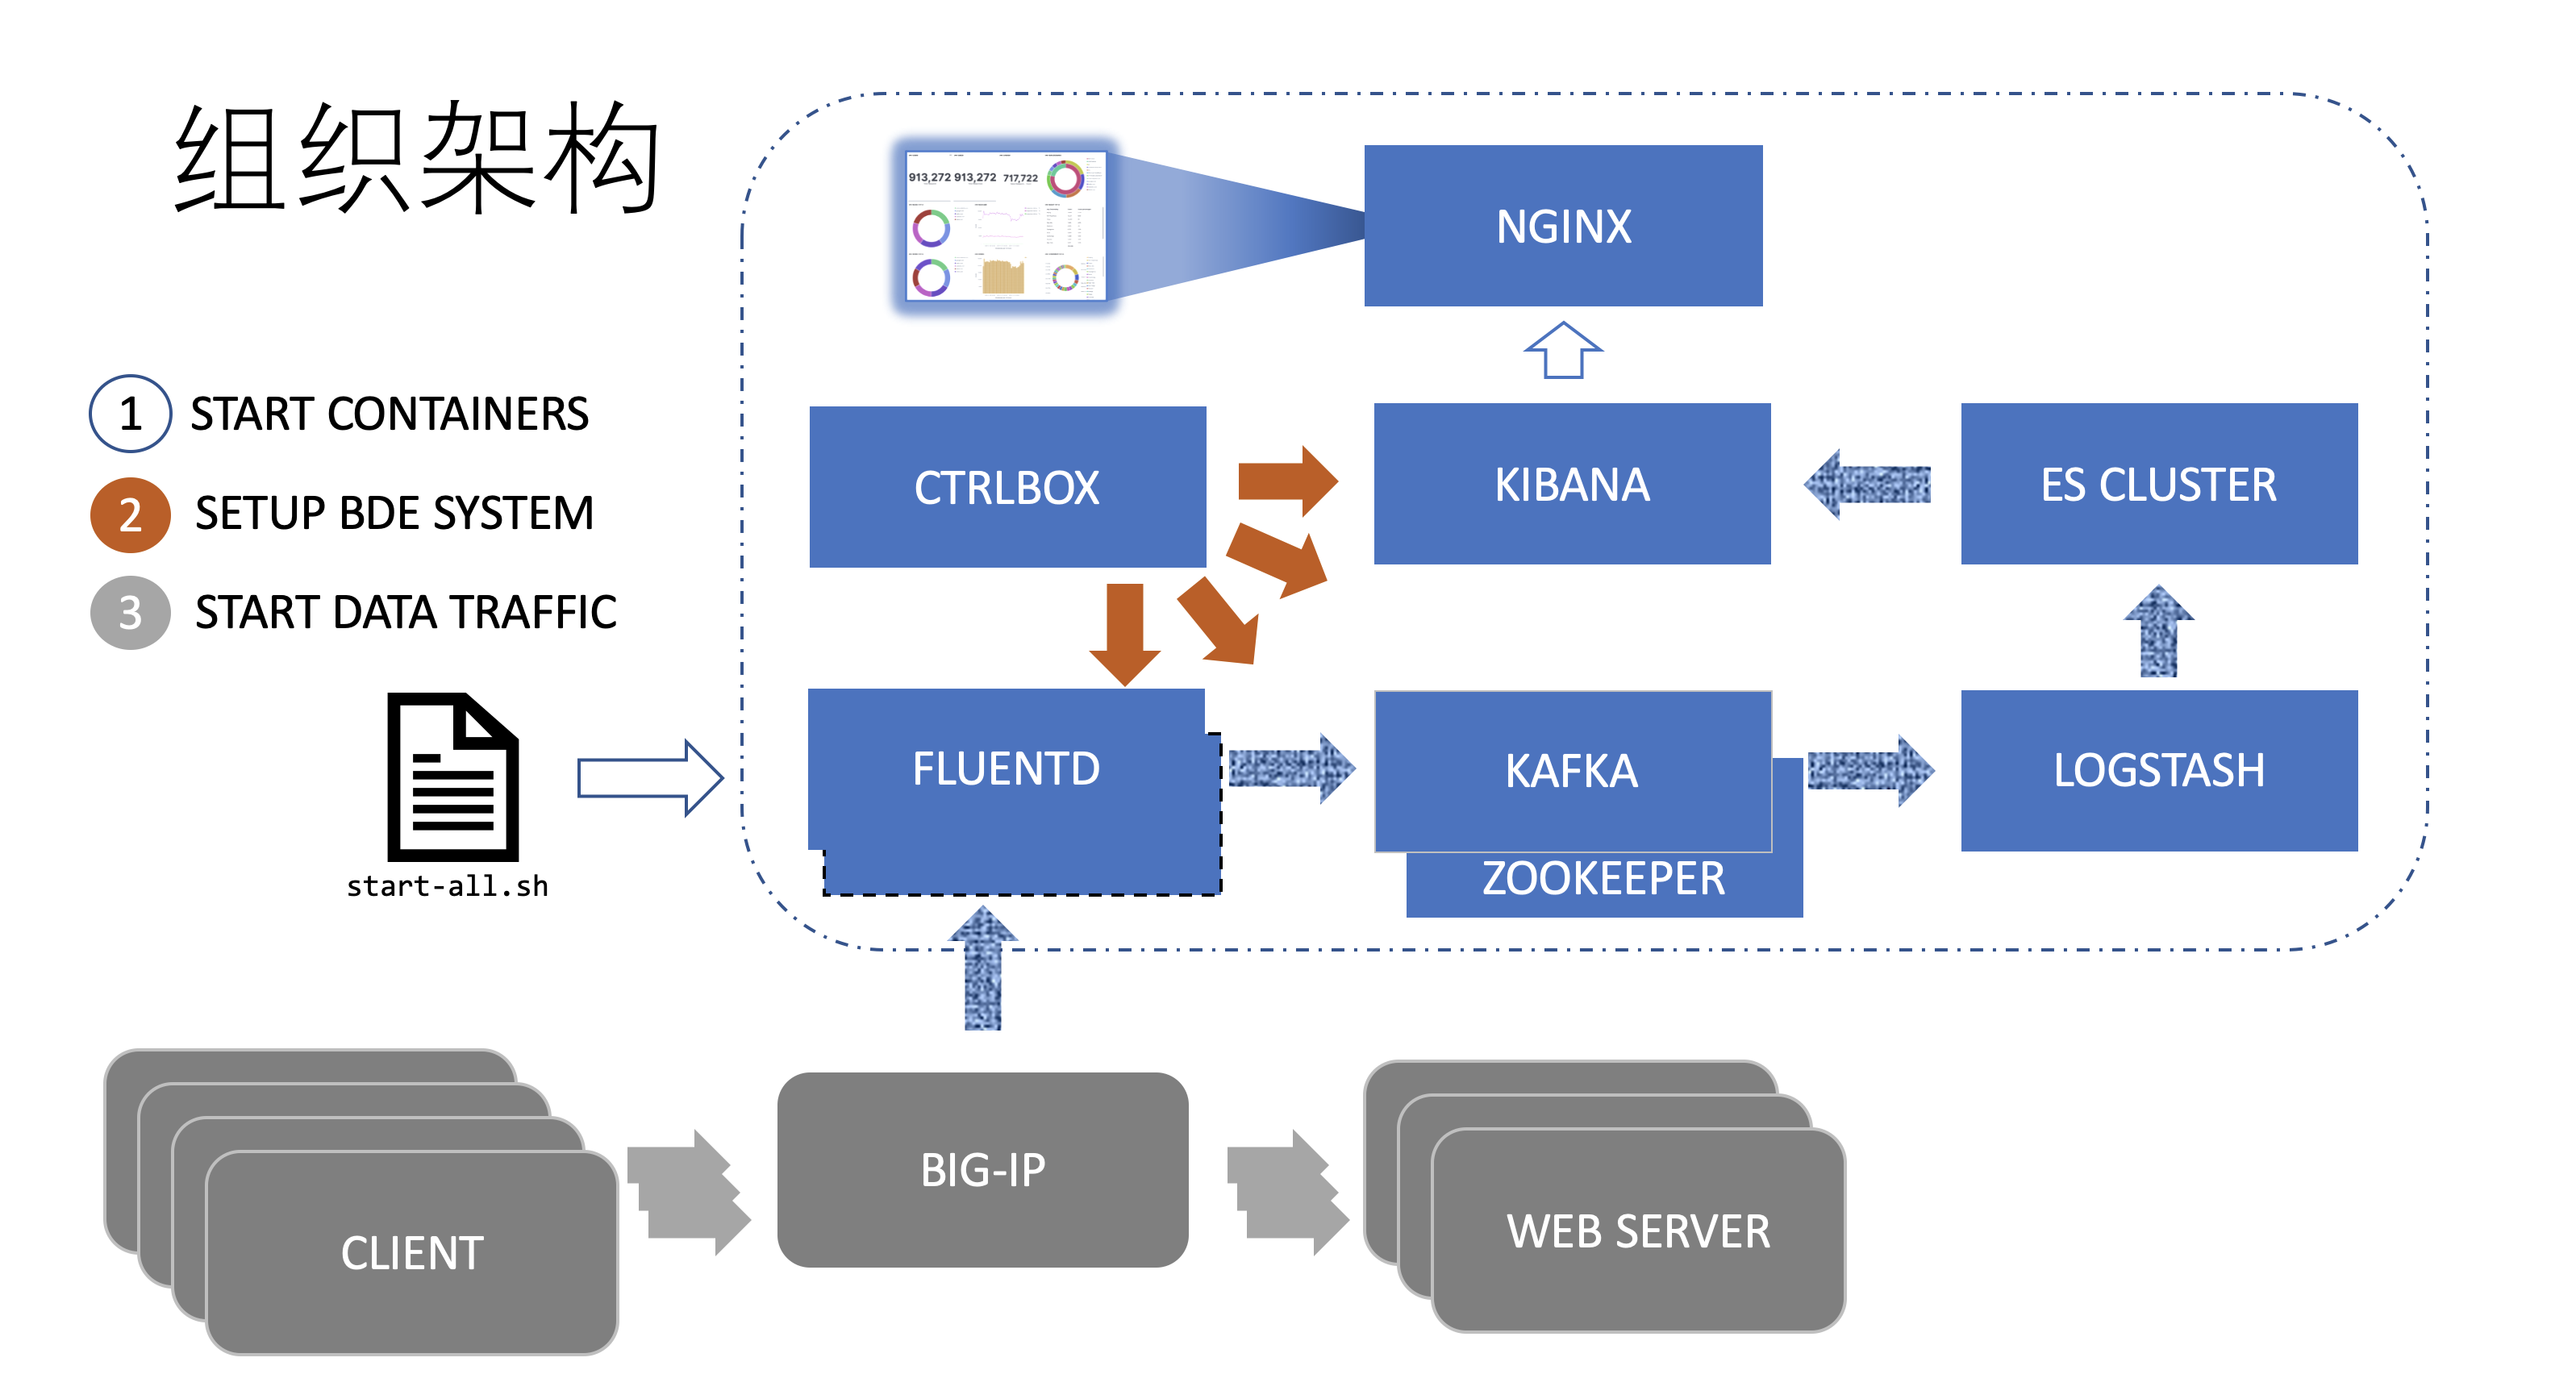 组织架构
1 START CONTAINERS
2 SETUP BDE SYSTEM
3 START DATA TRAFFIC
start-all.sh
913,272 913,272 717,722
NGINX
CTRLBOX
KIBANA
ES CLUSTER
FLUENTD
KAFKA
ZOOKEEPER
LOGSTASH
CLIENT
BIG-IP
WEB SERVER